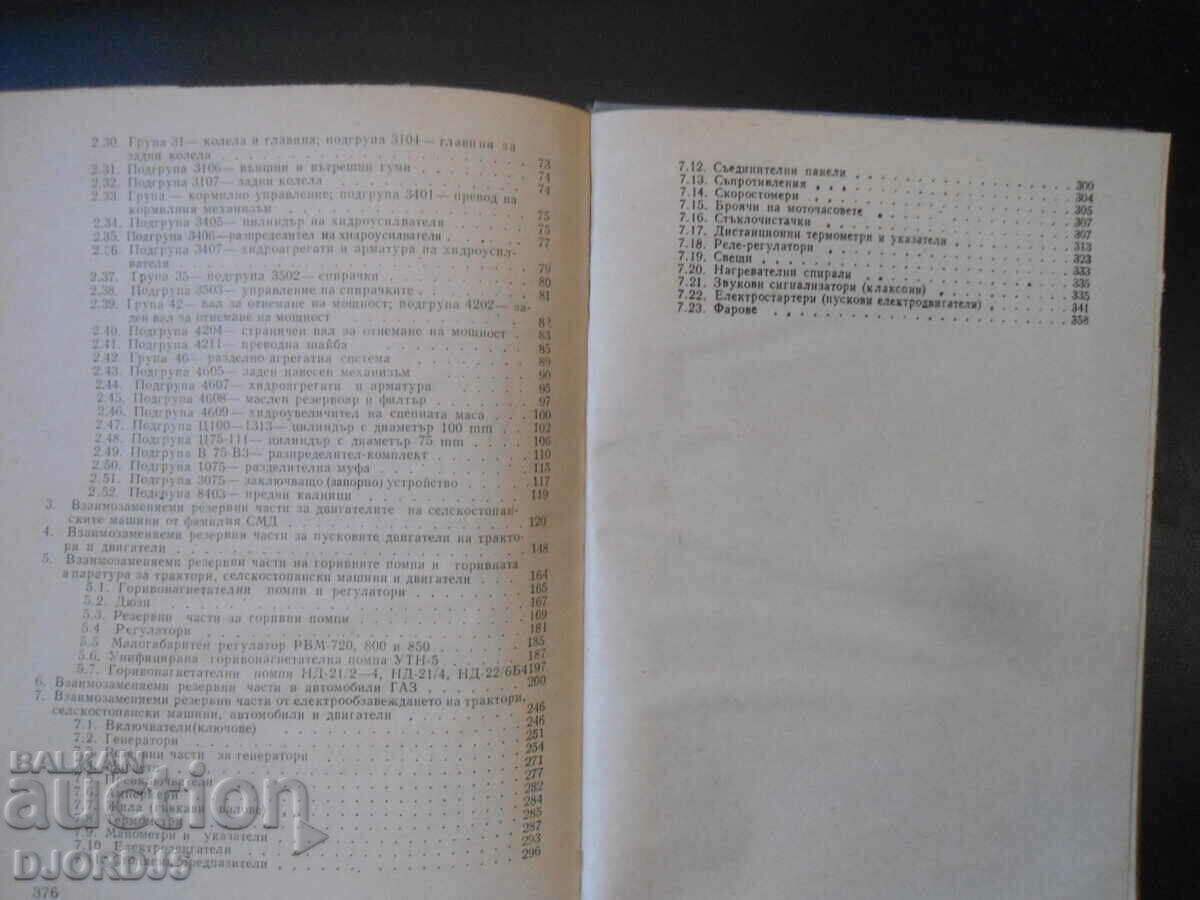 2.30. Група 31— колела и главина; подгрупа 3104— главини за
задни колела . . . . . . . . . . . . . 73
2.31. Подгрупа 3106— външни и вътрешни гуми . . . . 74
2.32. Подгрупа 3107— задни колела . . . . . . . . 74
2.33. Група — кормилно управление; подгрупа 3401— превод на
кормилния механизъм . . . . . . . . . . . 75
2.34. Подгрупа 3405— цилиндър на хидроусилвателя . . . 75
2.35. Подгрупа 3406—разпределител на хидроусилвателя . . . 77
2.36. Подгрупа 3407— хидроагрегати и арматура на хидроусил-
вателя . . . . . . . . . . . . . . . 79
2.37. Група 35— подгрупа 3502— спирачки . . . . . . 80
2.38. Подгрупа 3503— управление на спирачките . . . . 81
2.39. Група 42— вал за отнемане на мощност; подгрупа 4202— за-
ден вал за отнемане на мощност . . . . . . . . 82
2.40. Подгрупа 4204— страничен вал за отнемане на мощност . 83
2.41. Подгрупа 4211— преводна шайба . . . . . . . 85
2.42. Група 46— разделно-агрегатна система . . . . . 89
2.43. Подгрупа 4605— заден навесен механизъм . . . . 90
2.44. Подгрупа 4607— хидроагрегати и арматура . . . . 95
2.45. Подгрупа 4608— маслен резервоар и филтър . . . . 97
2.46. Подгрупа 4609— хидроувеличител на сцепната маса . . . 100
2.47. Подгрупа Ц100—1313— цилиндър с диаметър 100 mm . . 102
2.48. Подгрупа Ц75-111— цилиндър с диаметър 75 mm . . . 106
2.49. Подгрупа В 75-В3— разпределител-комплект . . . . 110
2.50. Подгрупа 1075— разделителна муфа . . . . . . 115
2.51. Подгрупа 3075— заключващо (запорно) устройство . . . 117
2.52. Подгрупа 8403— предни калници . . . . . . . 119
3. Взаимозаменяеми резервни части за двигателите на селскостопан-
ските машини от фамилия СМД . . . . . . . . . . 120
4. Взаимозаменяеми резервни части за пусковите двигатели на тракто-
ри и двигатели . . . . . . . . . . . . . . 148
5. Взаимозаменяеми резервни части на горивните помпи и горивната
апаратура за трактори, селскостопански машини и двигатели . . . 164
5.1. Горивонагнетателни помпи и регулатори . . . . . 165
5.2. Дюзи . . . . . . . . . . . . . . 167
5.3. Резервни части за горивни помпи . . . . . . . 169
5.4 Регулатори . . . . . . . . . . . . . 181
5.5 Малогабаритен регулатор РВМ-720, 800 и 850 . . . . 185
5.6. Унифицирана горивонагнетателна помпа УТН-5 . . . . 187
5.7. Горивонагнетателни помпи НД-21/2—4, НД-21/4, НД-22/6Б4 197
6. Взаимозаменяеми резервни части в автомобили ГАЗ . . . . 200
7. Взаимозаменяеми резервни части от електрообзавеждането на трактори,
селскостопански машини, автомобили и двигатели . . . . . 246
7.1. Включватели(ключове) . . . . . . . . . . 246
7.2. Генератори . . . . . . . . . . . . . 251
части за генератори . . . . . . . . 254
271
277
7.6. Амперметри . . . . . . . . . . . . . 282
7.7. Жила (гъвкави валове) . . . . . . . . . . 284
7.8. Термометри . . . . . . . . . . . . . 285
7.9. Манометри и указатели . . . . . . . . . . 287
7.10 Електродвигатели . . . . . . . . . . . 293
предпазители . . . . . . . . . . 296
376
7.12. Съединителни панели . . . . . . . . . . 300
7.13. Съпротивления . . . . . . . . . . . . 304
7.14. Скоростомери . . . . . . . . . . . . 305
7.15. Броячи на моточасовете . . . . . . . . . 307
7.16. Стъклочистачки . . . . . . . . . . . 307
7.17. Дистанционни термометри и указатели . . . . . 313
7.18. Реле-регулатори . . . . . . . . . . . 323
7.19. Свещи . . . . . . . . . . . . . . 333
7.20. Нагревателни спирали . . . . . . . . . . 335
7.21. Звукови сигнализатори (клаксони) . . . . . . 335
7.22. Електростартери (пускови електродвигатели) . . . . 341
7.23. Фарове . . . . . . . . . . . . . . 358
БАЛКАН
auction
DJORDJ5